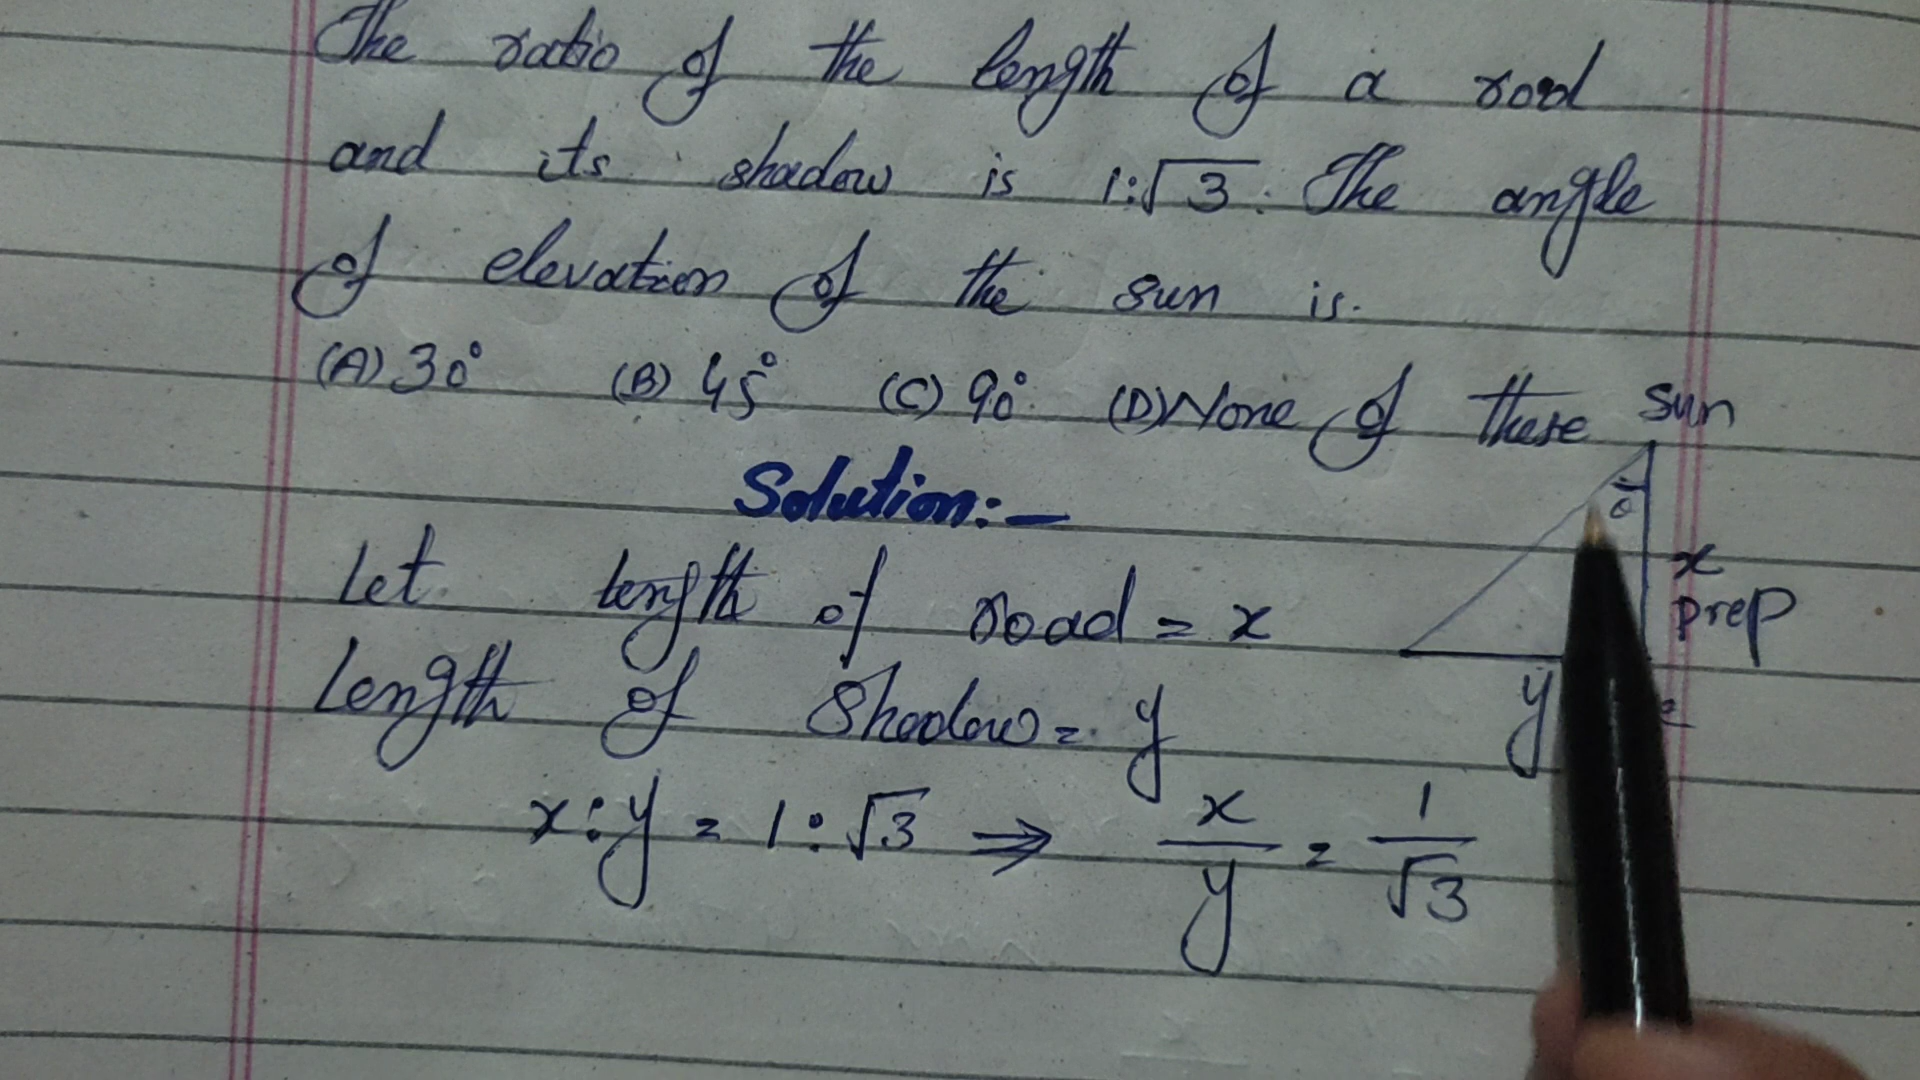 The ratio of the length of a rord
and its shadow is 1:√3. The angle
of elevation of the sun is.
(A) 30° (B) 45° (C) 90° (D) None of these
Sun
Solution:-
θ
Let length of road = x
x
prep
Length of Shadow = y
y
x : y = 1 : √3 ⇒ x/y = 1/√3